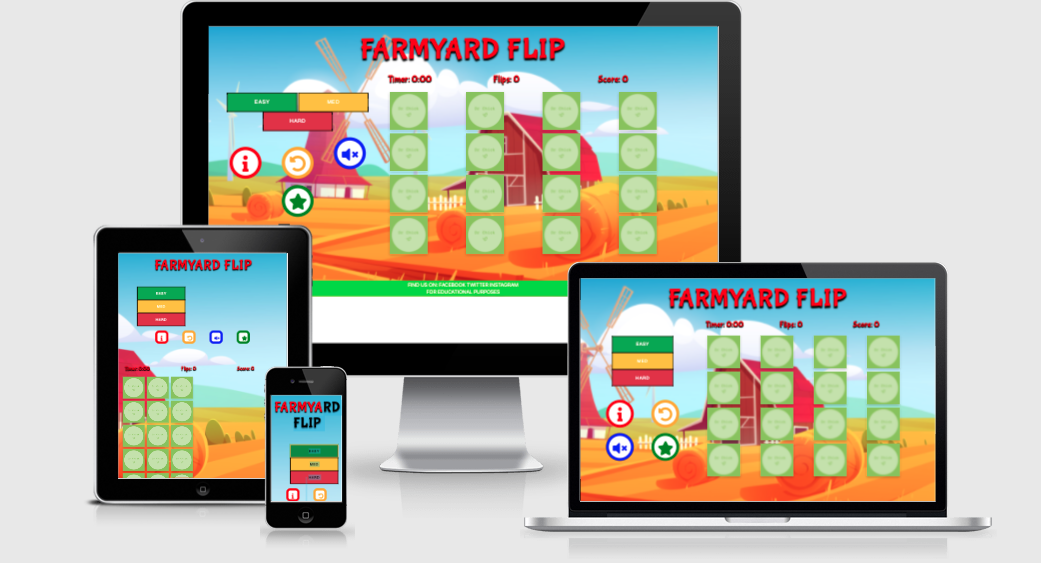 FARMYARD FLIP
Timer: 0:00 Flips: 0 Score: 0
EASY MED
HARD
FIND US ON: FACEBOOK TWITTER INSTAGRAM
FOR EDUCATIONAL PURPOSES
FARMYARD FLIP
EASY
MED
HARD
Timer: 0:00 Flips: 0 Score: 0
FARMYARD
FLIP
EASY
MED
HARD
FARMYARD FLIP
Timer: 0:00 Flips: 0 Score: 0
EASY
MED
HARD